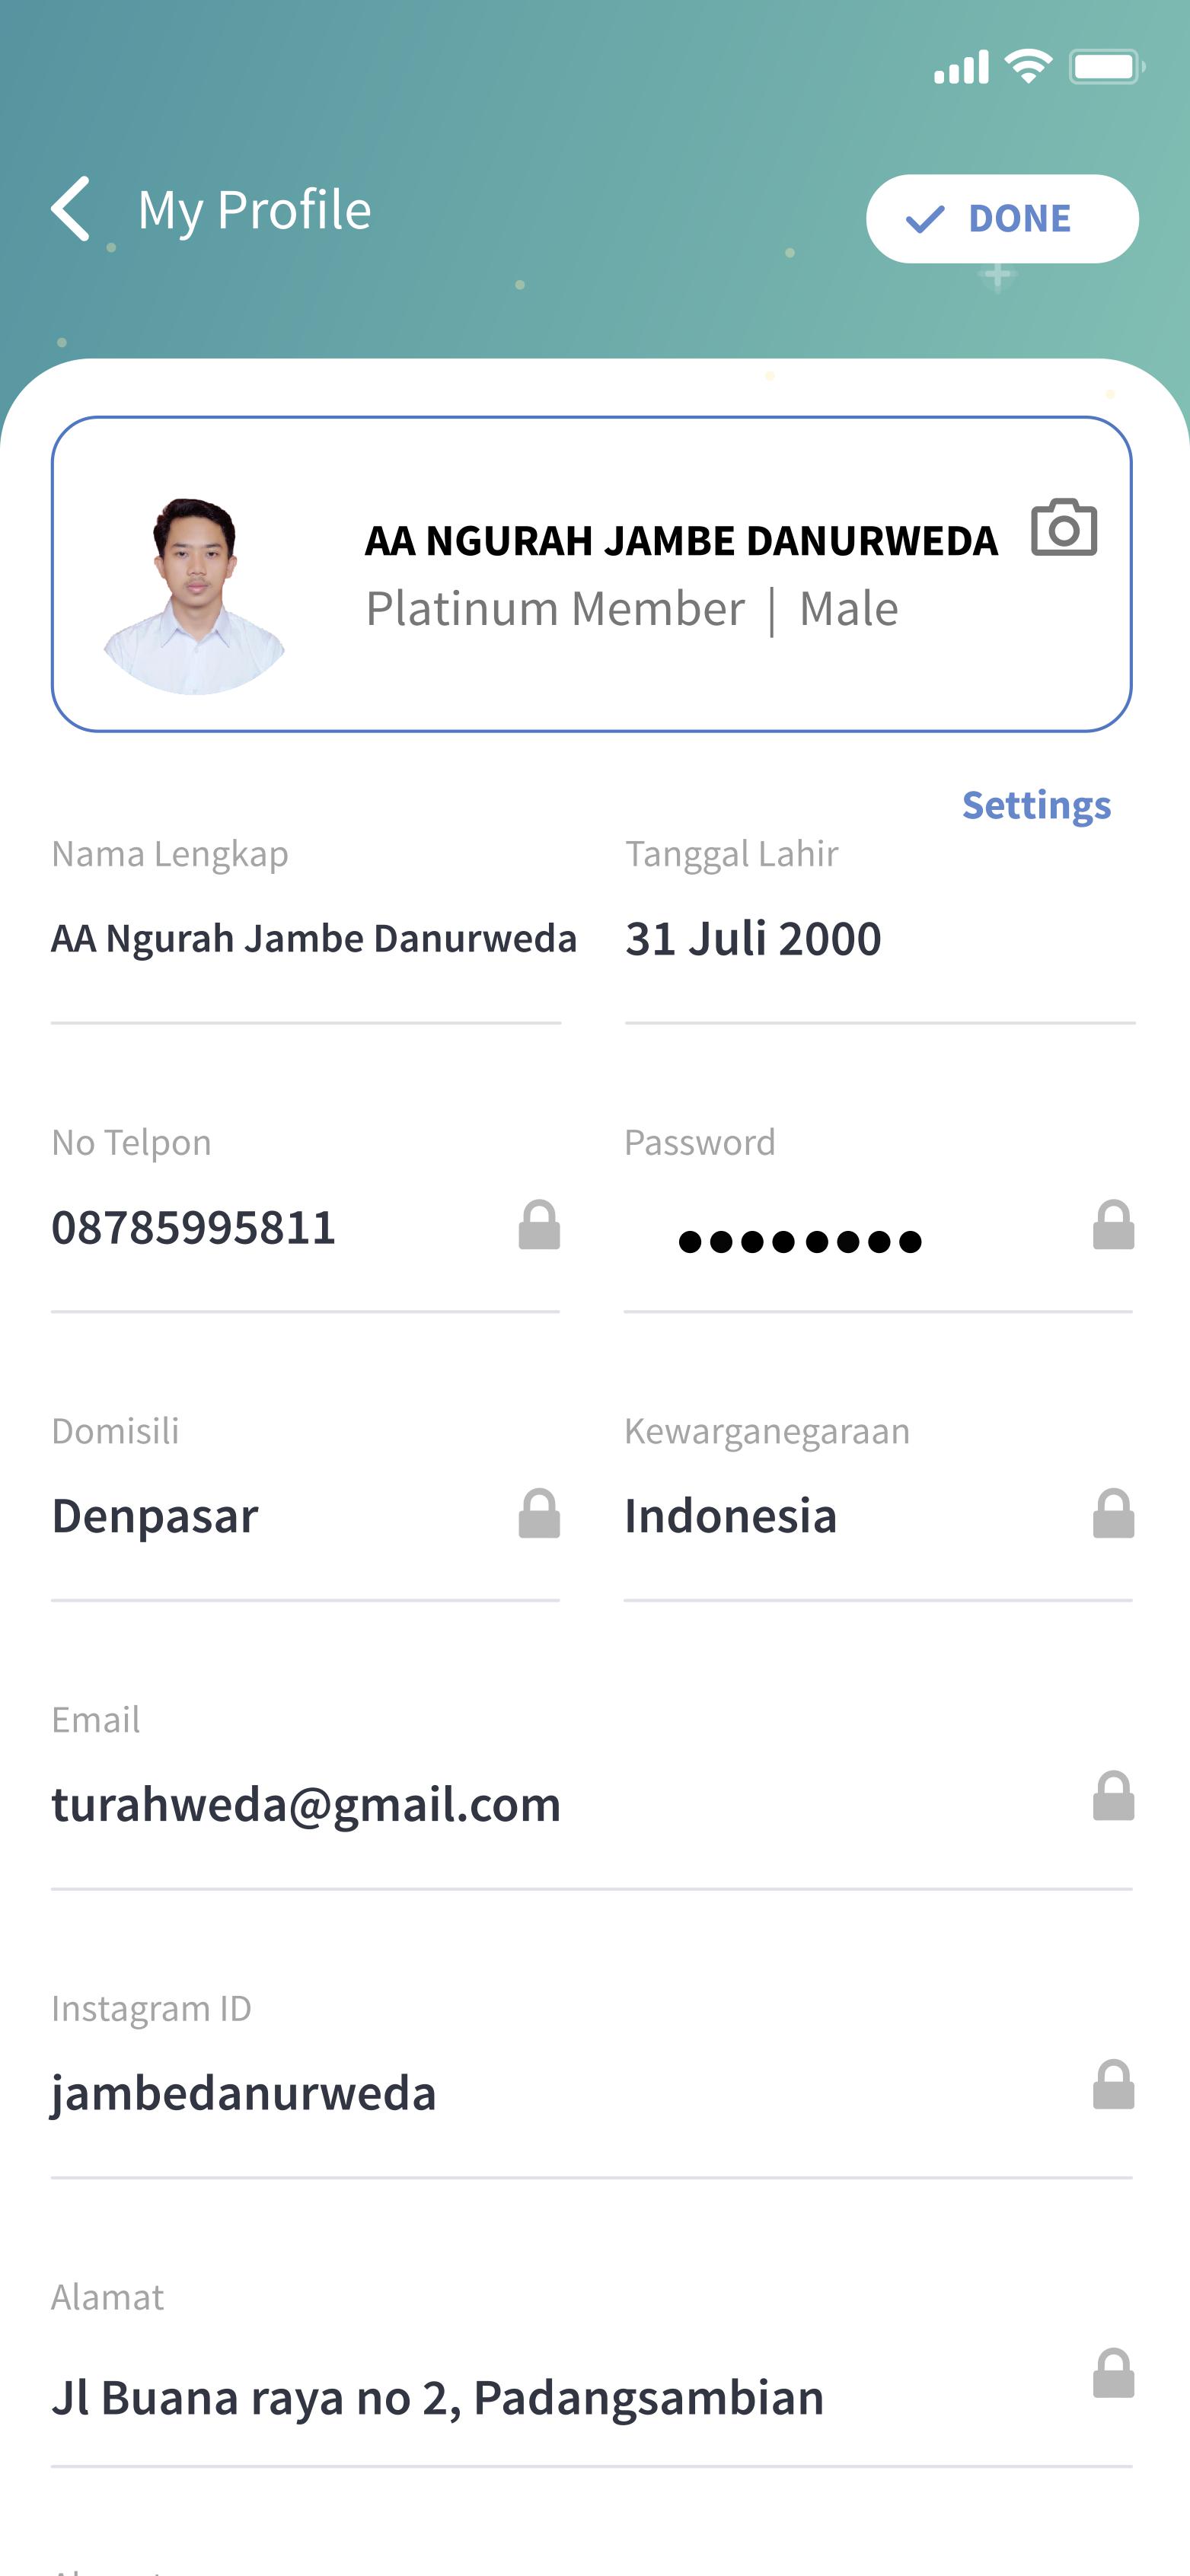 My Profile
DONE
AA NGURAH JAMBE DANURWEDA
Platinum Member | Male
Settings
Nama Lengkap
Tanggal Lahir
AA Ngurah Jambe Danurweda
31 Juli 2000
No Telpon
Password
08785995811
Domisili
Kewarganegaraan
Denpasar
Indonesia
Email
turahweda@gmail.com
Instagram ID
jambedanurweda
Alamat
Jl Buana raya no 2, Padangsambian